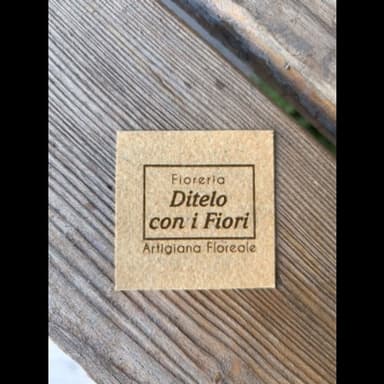 Fioreria
Ditelo
con i Fiori
Artigiana Floreale